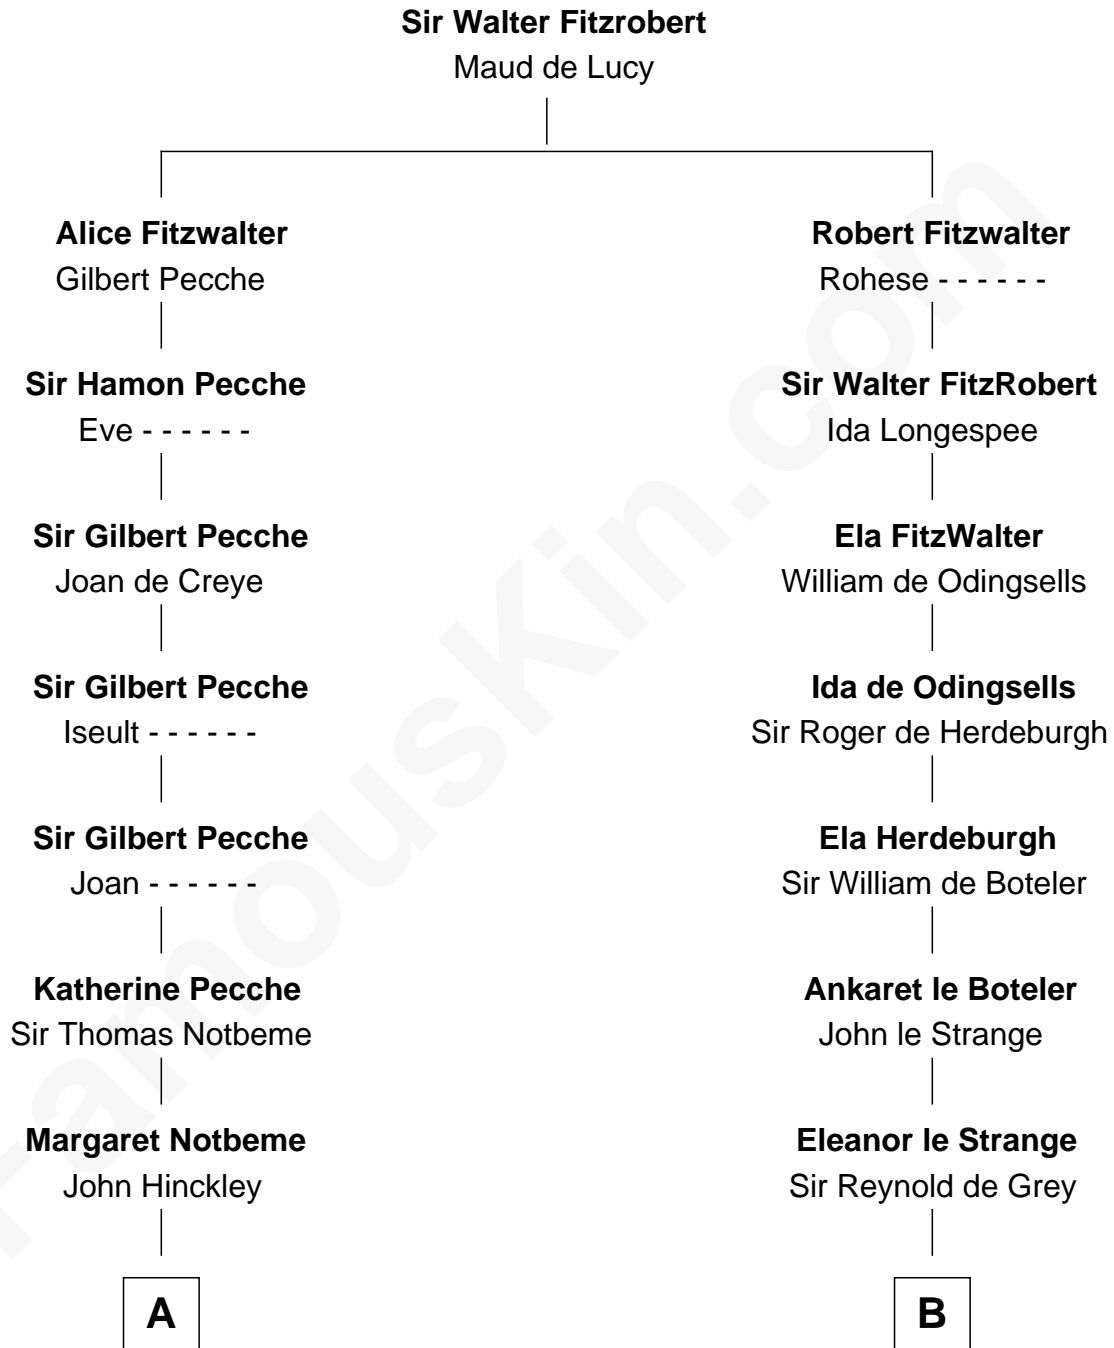 Sir Walter Fitzrobert
Maud de Lucy
Alice Fitzwalter
Gilbert Pecche
Robert Fitzwalter
Rohese - - - - - -
Sir Hamon Pecche
Eve - - - - - -
Sir Walter FitzRobert
Ida Longespee
Sir Gilbert Pecche
Joan de Creye
Ela FitzWalter
William de Odingsells
Sir Gilbert Pecche
Iseult - - - - - -
Ida de Odingsells
Sir Roger de Herdeburgh
Sir Gilbert Pecche
Joan - - - - - -
Ela Herdeburgh
Sir William de Boteler
Katherine Pecche
Sir Thomas Notbeme
Ankaret le Boteler
John le Strange
Margaret Notbeme
John Hinckley
Eleanor le Strange
Sir Reynold de Grey
A
B
FamousKin.com